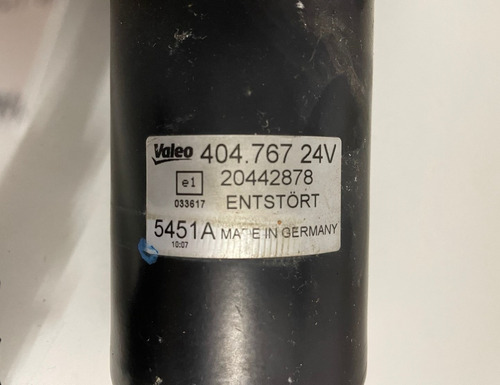 Valeo 404.767 24V
e1 20442878
033617 ENTSTÖRT
5451A MADE IN GERMANY
10:07